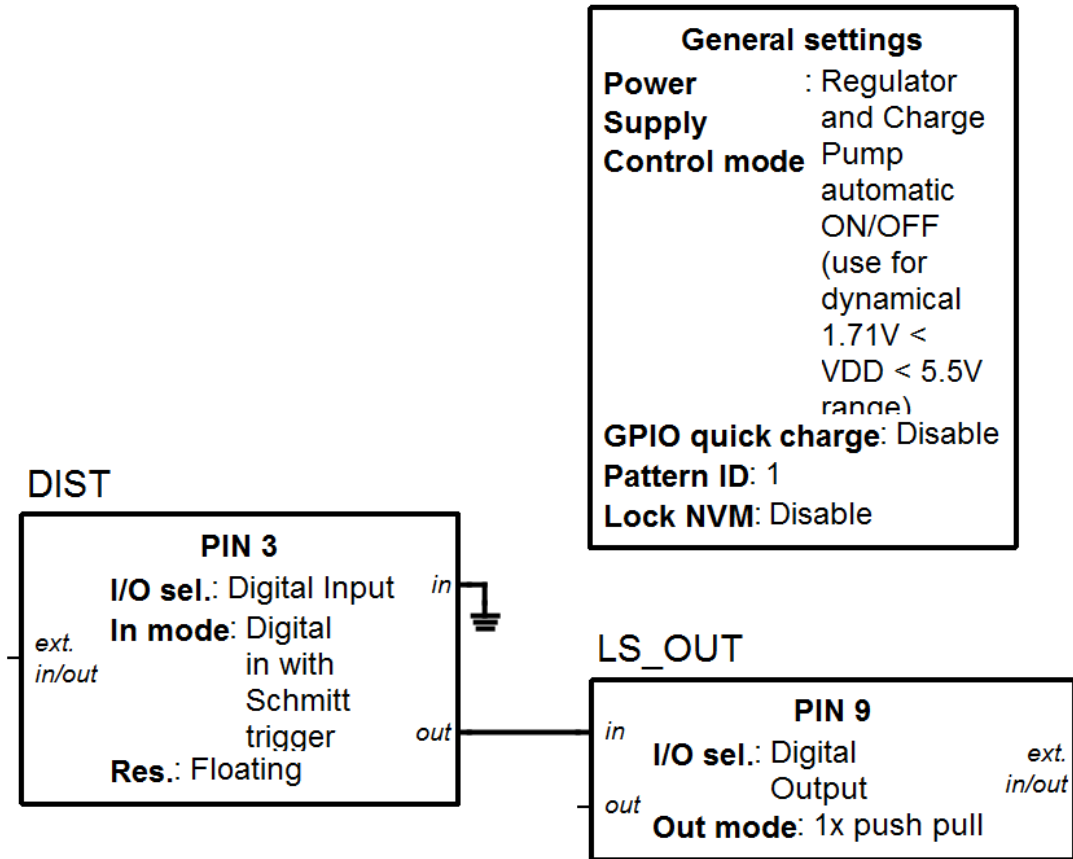 General settings
Power : Regulator
Supply and Charge
Control mode Pump
automatic
ON/OFF
(use for
dynamical
1.71V <
VDD < 5.5V
range)
GPIO quick charge: Disable
Pattern ID: 1
Lock NVM: Disable
DIST
PIN 3
I/O sel.: Digital Input in
In mode: Digital
ext. in with
in/out Schmitt
trigger out
Res.: Floating
LS_OUT
PIN 9
in
I/O sel.: Digital ext.
Output in/out
out
Out mode: 1x push pull